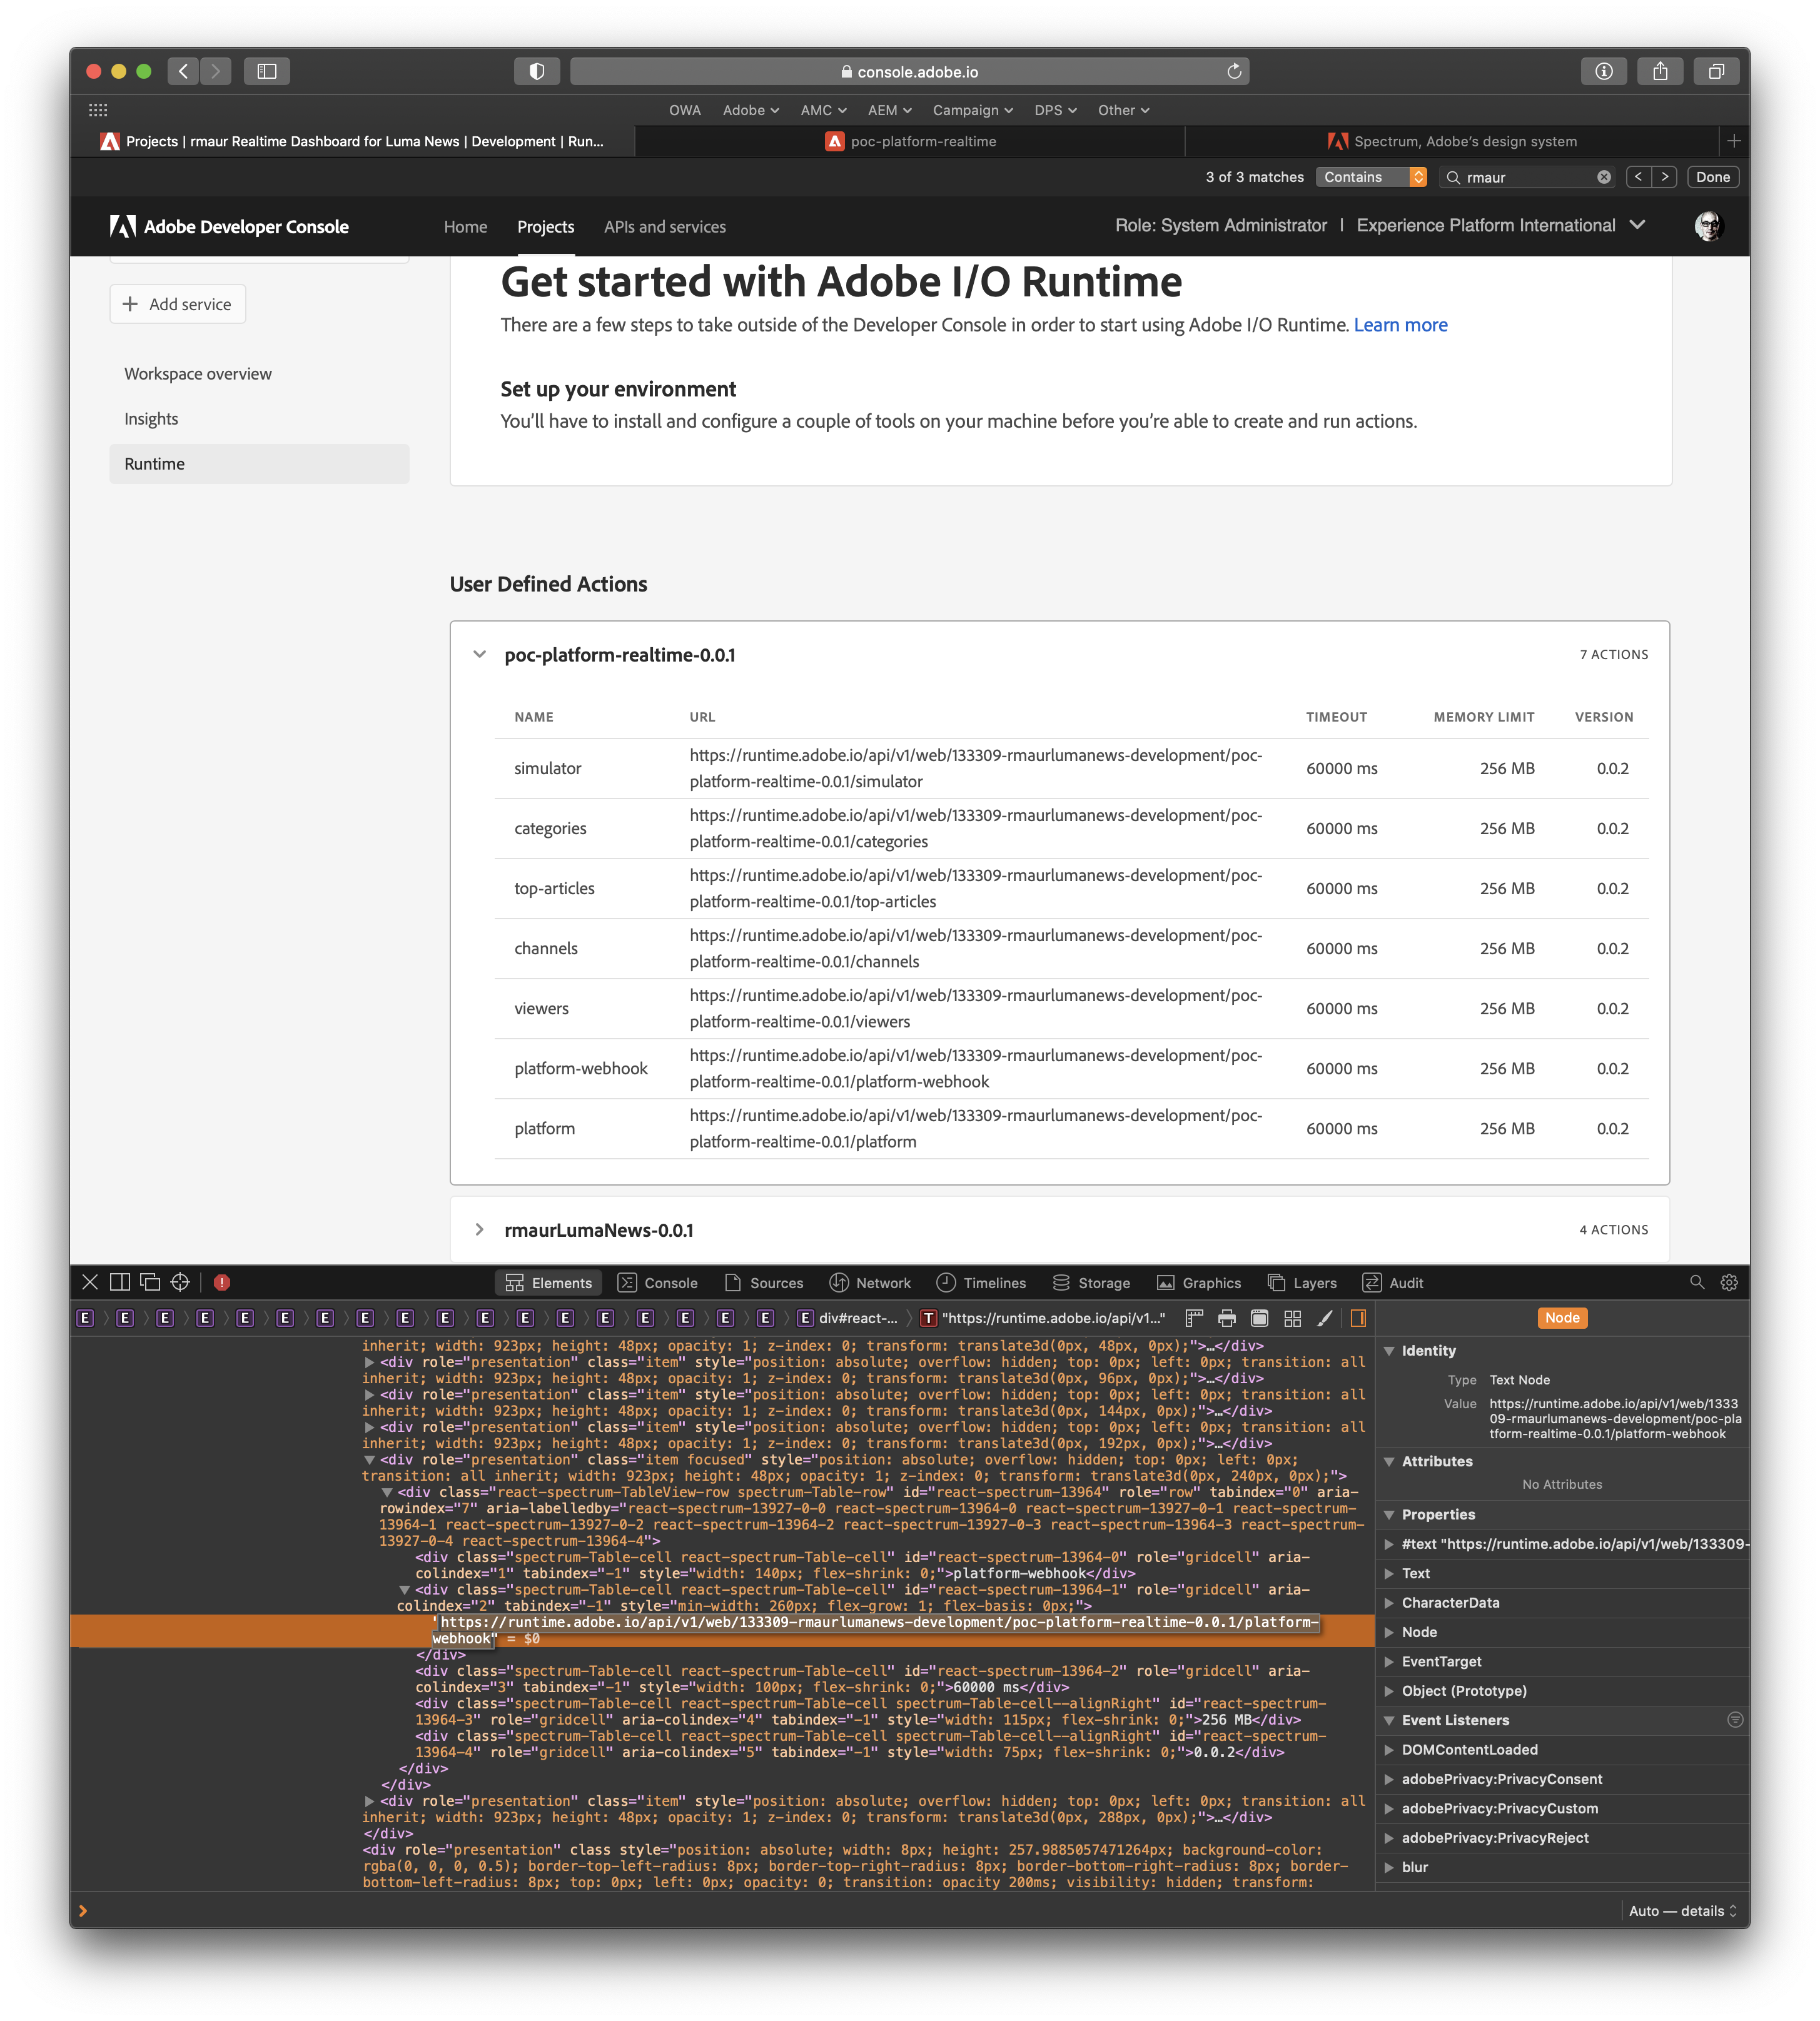 console.adobe.io
OWA Adobe AMC AEM Campaign DPS Other
Projects | rmaur Realtime Dashboard for Luma News | Development | Run... poc-platform-realtime Spectrum, Adobe's design system
3 of 3 matches Contains rmaur Done
Adobe Developer Console Home Projects APIs and services Role: System Administrator | Experience Platform International
Get started with Adobe I/O Runtime
Add service
There are a few steps to take outside of the Developer Console in order to start using Adobe I/O Runtime. Learn more
Workspace overview
Set up your environment
Insights
You'll have to install and configure a couple of tools on your machine before you're able to create and run actions.
Runtime
User Defined Actions
poc-platform-realtime-0.0.1 7 ACTIONS
NAME URL TIMEOUT MEMORY LIMIT VERSION
simulator https://runtime.adobe.io/api/v1/web/133309-rmaurlumanews-development/poc-
platform-realtime-0.0.1/simulator 60000 ms 256 MB 0.0.2
categories https://runtime.adobe.io/api/v1/web/133309-rmaurlumanews-development/poc-
platform-realtime-0.0.1/categories 60000 ms 256 MB 0.0.2
top-articles https://runtime.adobe.io/api/v1/web/133309-rmaurlumanews-development/poc-
platform-realtime-0.0.1/top-articles 60000 ms 256 MB 0.0.2
channels https://runtime.adobe.io/api/v1/web/133309-rmaurlumanews-development/poc-
platform-realtime-0.0.1/channels 60000 ms 256 MB 0.0.2
viewers https://runtime.adobe.io/api/v1/web/133309-rmaurlumanews-development/poc-
platform-realtime-0.0.1/viewers 60000 ms 256 MB 0.0.2
platform-webhook https://runtime.adobe.io/api/v1/web/133309-rmaurlumanews-development/poc-
platform-realtime-0.0.1/platform-webhook 60000 ms 256 MB 0.0.2
platform https://runtime.adobe.io/api/v1/web/133309-rmaurlumanews-development/poc-
platform-realtime-0.0.1/platform 60000 ms 256 MB 0.0.2
rmaurLumaNews-0.0.1 4 ACTIONS
Elements Console Sources Network Timelines Storage Graphics Layers Audit
E E E E E E E E E E E E E E E E E E E div#react-... T "https://runtime.adobe.io/api/v1..."
inherit; width: 923px; height: 48px; opacity: 1; z-index: 0; transform: translate3d(0px, 48px, 0px);">…</div>
<div role="presentation" class="item" style="position: absolute; overflow: hidden; top: 0px; left: 0px; transition: all
inherit; width: 923px; height: 48px; opacity: 1; z-index: 0; transform: translate3d(0px, 96px, 0px);">…</div>
<div role="presentation" class="item" style="position: absolute; overflow: hidden; top: 0px; left: 0px; transition: all
inherit; width: 923px; height: 48px; opacity: 1; z-index: 0; transform: translate3d(0px, 144px, 0px);">…</div>
<div role="presentation" class="item" style="position: absolute; overflow: hidden; top: 0px; left: 0px; transition: all
inherit; width: 923px; height: 48px; opacity: 1; z-index: 0; transform: translate3d(0px, 192px, 0px);">…</div>
<div role="presentation" class="item focused" style="position: absolute; overflow: hidden; top: 0px; left: 0px;
transition: all inherit; width: 923px; height: 48px; opacity: 1; z-index: 0; transform: translate3d(0px, 240px, 0px);">
<div class="react-spectrum-TableView-row spectrum-Table-row" id="react-spectrum-13964" role="row" tabindex="0" aria-
rowindex="7" aria-labelledby="react-spectrum-13927-0-0 react-spectrum-13964-0 react-spectrum-13927-0-1 react-spectrum-
13964-1 react-spectrum-13927-0-2 react-spectrum-13964-2 react-spectrum-13927-0-3 react-spectrum-13964-3 react-spectrum-
13927-0-4 react-spectrum-13964-4">
<div class="spectrum-Table-cell react-spectrum-Table-cell" id="react-spectrum-13964-0" role="gridcell" aria-
colindex="1" tabindex="-1" style="width: 140px; flex-shrink: 0;">platform-webhook</div>
<div class="spectrum-Table-cell react-spectrum-Table-cell" id="react-spectrum-13964-1" role="gridcell" aria-
colindex="2" tabindex="-1" style="min-width: 260px; flex-grow: 1; flex-basis: 0px;">
"https://runtime.adobe.io/api/v1/web/133309-rmaurlumanews-development/poc-platform-realtime-0.0.1/platform-
webhook" = $0
</div>
<div class="spectrum-Table-cell react-spectrum-Table-cell" id="react-spectrum-13964-2" role="gridcell" aria-
colindex="3" tabindex="-1" style="width: 100px; flex-shrink: 0;">60000 ms</div>
<div class="spectrum-Table-cell react-spectrum-Table-cell spectrum-Table-cell--alignRight" id="react-spectrum-
13964-3" role="gridcell" aria-colindex="4" tabindex="-1" style="width: 115px; flex-shrink: 0;">256 MB</div>
<div class="spectrum-Table-cell react-spectrum-Table-cell spectrum-Table-cell--alignRight" id="react-spectrum-
13964-4" role="gridcell" aria-colindex="5" tabindex="-1" style="width: 75px; flex-shrink: 0;">0.0.2</div>
</div>
</div>
<div role="presentation" class="item" style="position: absolute; overflow: hidden; top: 0px; left: 0px; transition: all
inherit; width: 923px; height: 48px; opacity: 1; z-index: 0; transform: translate3d(0px, 288px, 0px);">…</div>
</div>
<div role="presentation" class style="position: absolute; width: 8px; height: 257.9885057471264px; background-color:
rgba(0, 0, 0, 0.5); border-top-left-radius: 8px; border-top-right-radius: 8px; border-bottom-right-radius: 8px; border-
bottom-left-radius: 8px; top: 0px; left: 0px; opacity: 0; transition: opacity 200ms; visibility: hidden; transform:
Node
Identity
Type Text Node
Value https://runtime.adobe.io/api/v1/web/1333
09-rmaurlumanews-development/poc-pla
tform-realtime-0.0.1/platform-webhook
Attributes
No Attributes
Properties
#text "https://runtime.adobe.io/api/v1/web/133309-
Text
CharacterData
Node
EventTarget
Object (Prototype)
Event Listeners
DOMContentLoaded
adobePrivacy:PrivacyConsent
adobePrivacy:PrivacyCustom
adobePrivacy:PrivacyReject
blur
Auto — details